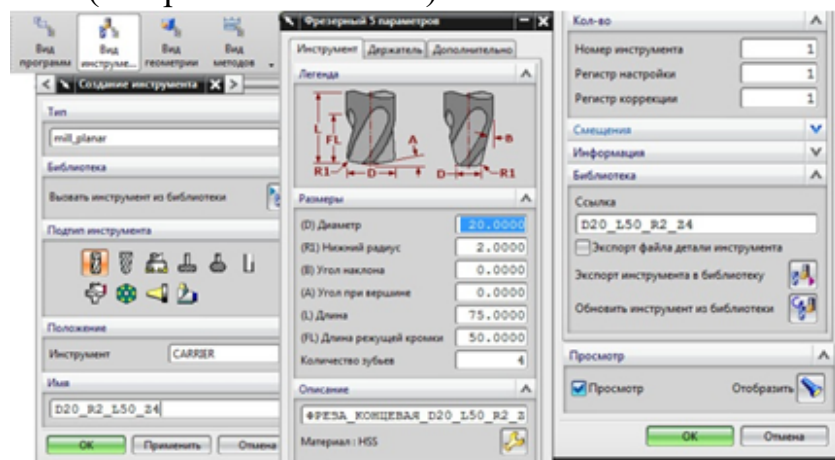 Вид программ
Вид инструме...
Вид геометрии
Вид методов
Создание инструмента
Тип
mill_planar
Библиотека
Вызвать инструмент из библиотеки
Подтип инструмента
Положение
Инструмент CARRIER
Имя
D20_R2_L50_Z4
OK Применить Отмена
Фрезерный 5 параметров
Инструмент Держатель Дополнительно
Легенда
L FL A B
R1 D D R1
Размеры
(D) Диаметр 20.0000
(R1) Нижний радиус 2.0000
(B) Угол наклона 0.0000
(A) Угол при вершине 0.0000
(L) Длина 75.0000
(FL) Длина режущей кромки 50.0000
Количество зубьев 4
Описание
ФРЕЗА_КОНЦЕВАЯ_D20_L50_R2_Z
Материал : HSS
Кол-во
Номер инструмента 1
Регистр настройки 1
Регистр коррекции 1
Смещения
Информация
Библиотека
Ссылка
D20_L50_R2_Z4
Экспорт файла детали инструмента
Экспорт инструмента в библиотеку
Обновить инструмент из библиотеки
Просмотр
Просмотр Отобразить
OK Отмена